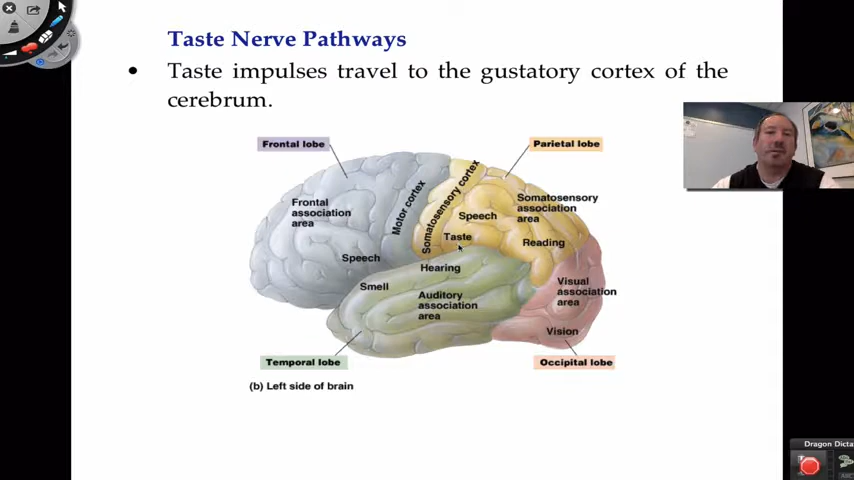 Taste Nerve Pathways
• Taste impulses travel to the gustatory cortex of the
cerebrum.
Frontal lobe
Parietal lobe
Frontal
association
area
Motor cortex
Somatosensory cortex
Somatosensory
association
area
Speech
Taste
Reading
Speech
Hearing
Smell
Auditory
association
area
Visual
association
area
Vision
Temporal lobe
Occipital lobe
(b) Left side of brain
Dragon Dicta